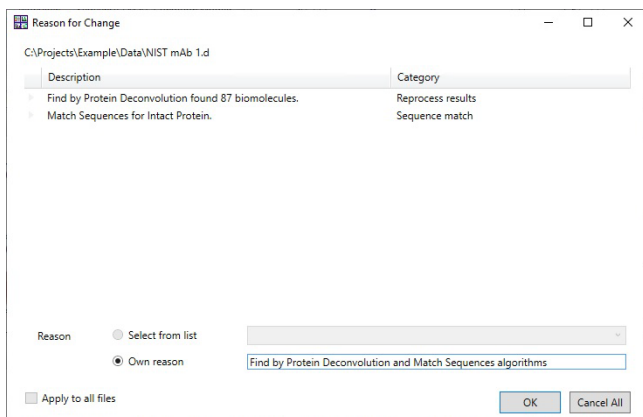 Reason for Change
C:\Projects\Example\Data\NIST mAb 1.d
Description Category
Find by Protein Deconvolution found 87 biomolecules. Reprocess results
Match Sequences for Intact Protein. Sequence match
Reason Select from list
Own reason Find by Protein Deconvolution and Match Sequences algorithms
Apply to all files
OK Cancel All